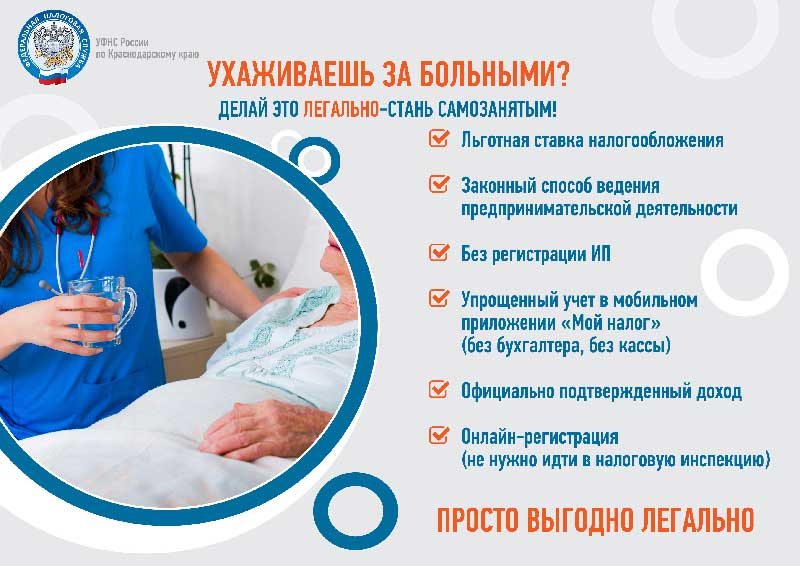 ФЕДЕРАЛЬНАЯ НАЛОГОВАЯ СЛУЖБА
УФНС России
по Краснодарскому краю
УХАЖИВАЕШЬ ЗА БОЛЬНЫМИ?
ДЕЛАЙ ЭТО ЛЕГАЛЬНО-СТАНЬ САМОЗАНЯТЫМ!
Льготная ставка налогообложения
Законный способ ведения
предпринимательской деятельности
Без регистрации ИП
Упрощенный учет в мобильном
приложении «Мой налог»
(без бухгалтера, без кассы)
Официально подтвержденный доход
Онлайн-регистрация
(не нужно идти в налоговую инспекцию)
ПРОСТО ВЫГОДНО ЛЕГАЛЬНО